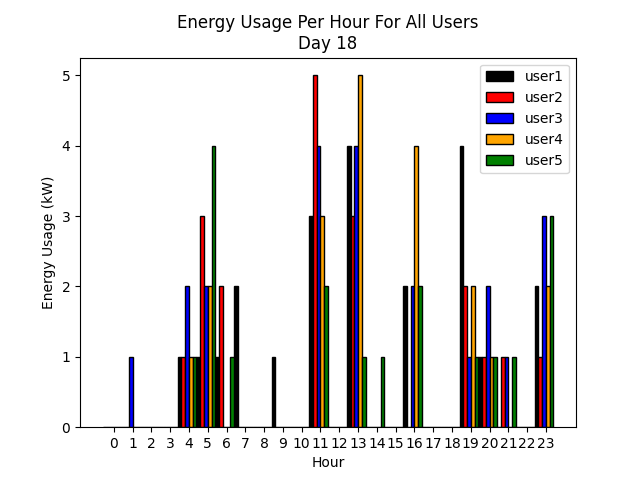 Energy Usage Per Hour For All Users
Day 18
user1
user2
user3
user4
user5
Energy Usage (kW)
5
4
3
2
1
0
0 1 2 3 4 5 6 7 8 9 10 11 12 13 14 15 16 17 18 19 20 21 22 23
Hour